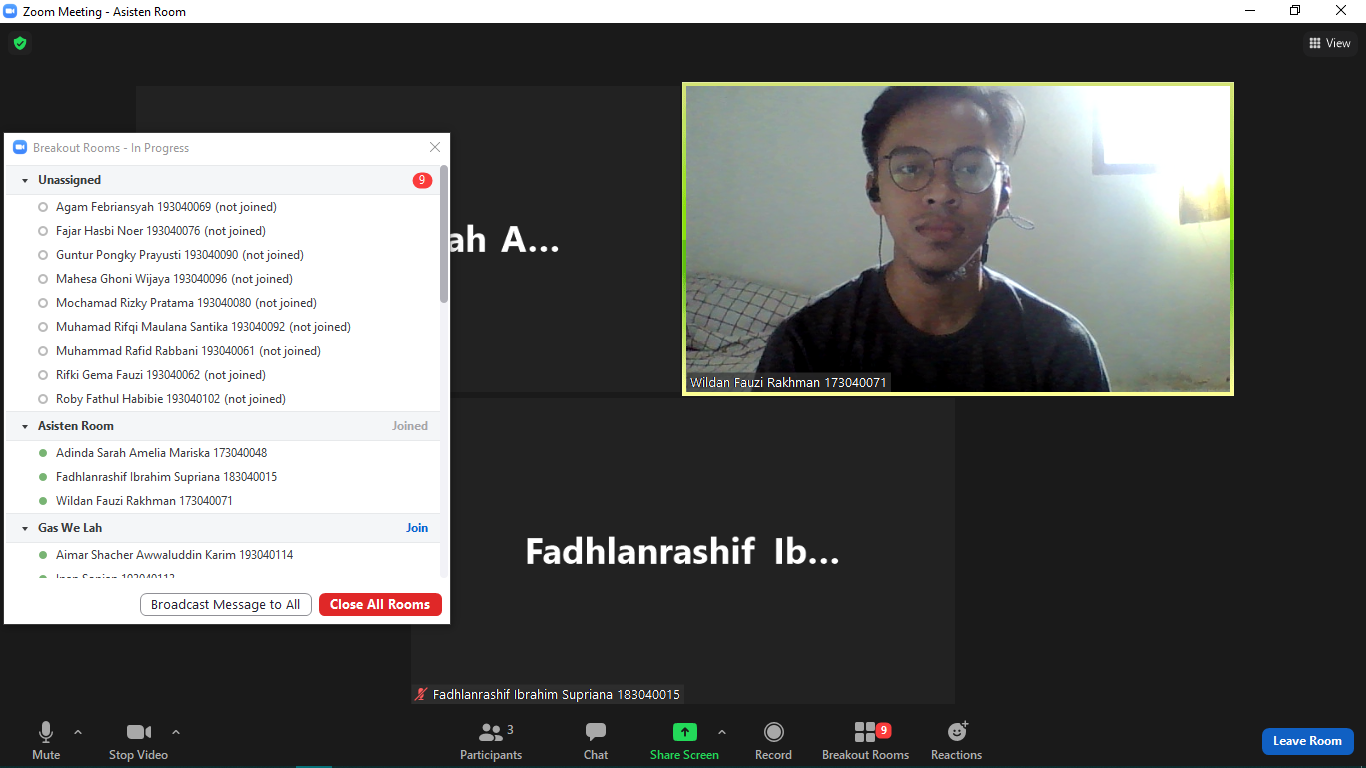 Zoom Meeting - Asisten Room
View
ah A...
Breakout Rooms - In Progress
Unassigned 9
Agam Febriansyah 193040069 (not joined)
Fajar Hasbi Noer 193040076 (not joined)
Guntur Pongky Prayusti 193040090 (not joined)
Mahesa Ghoni Wijaya 193040096 (not joined)
Mochamad Rizky Pratama 193040080 (not joined)
Muhamad Rifqi Maulana Santika 193040092 (not joined)
Muhammad Rafid Rabbani 193040061 (not joined)
Rifki Gema Fauzi 193040062 (not joined)
Roby Fathul Habibie 193040102 (not joined)
Asisten Room Joined
Adinda Sarah Amelia Mariska 173040048
Fadhlanrashif Ibrahim Supriana 183040015
Wildan Fauzi Rakhman 173040071
Gas We Lah Join
Aimar Shacher Awwaluddin Karim 193040114
Broadcast Message to All
Close All Rooms
Wildan Fauzi Rakhman 173040071
Fadhlanrashif Ib...
Fadhlanrashif Ibrahim Supriana 183040015
Mute
Stop Video
Participants 3
Chat
Share Screen
Record
Breakout Rooms 9
Reactions
Leave Room